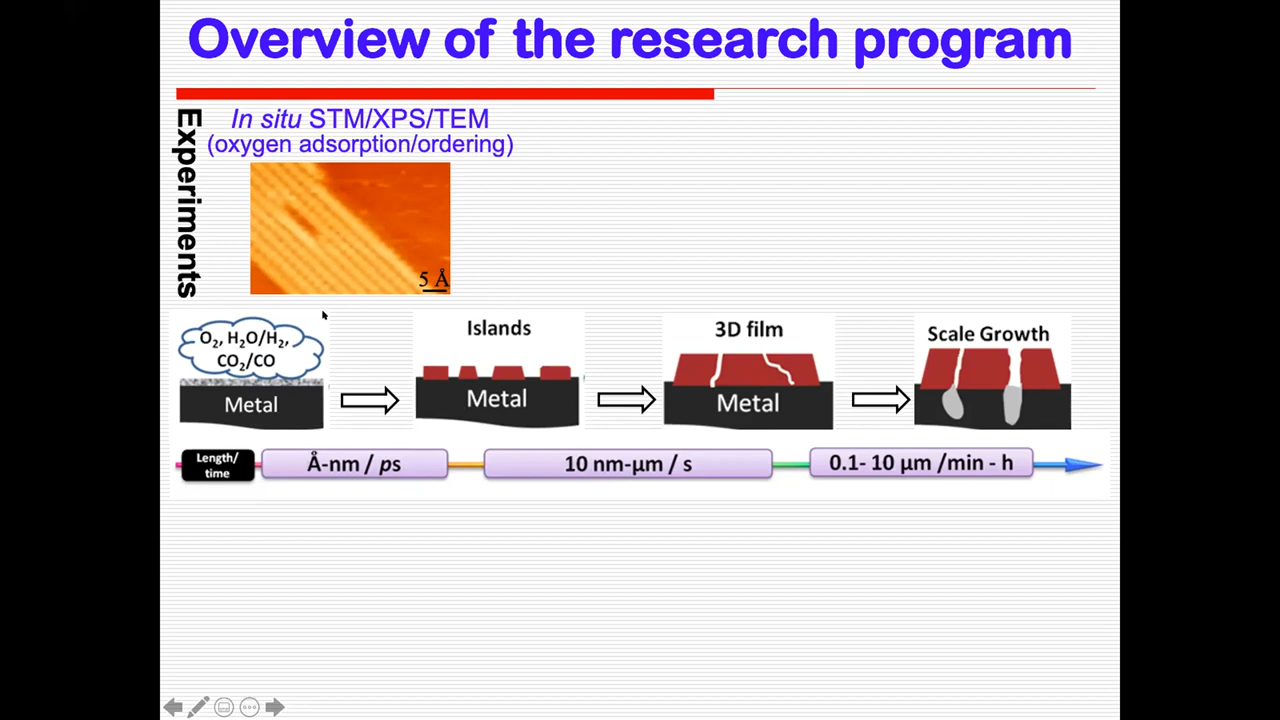 Overview of the research program
Experiments
In situ STM/XPS/TEM
(oxygen adsorption/ordering)
5 Å
O₂, H₂O/H₂,
CO₂/CO
Metal
Islands
Metal
3D film
Metal
Scale Growth
Length/
time
Å-nm / ps
10 nm-µm / s
0.1- 10 µm /min - h